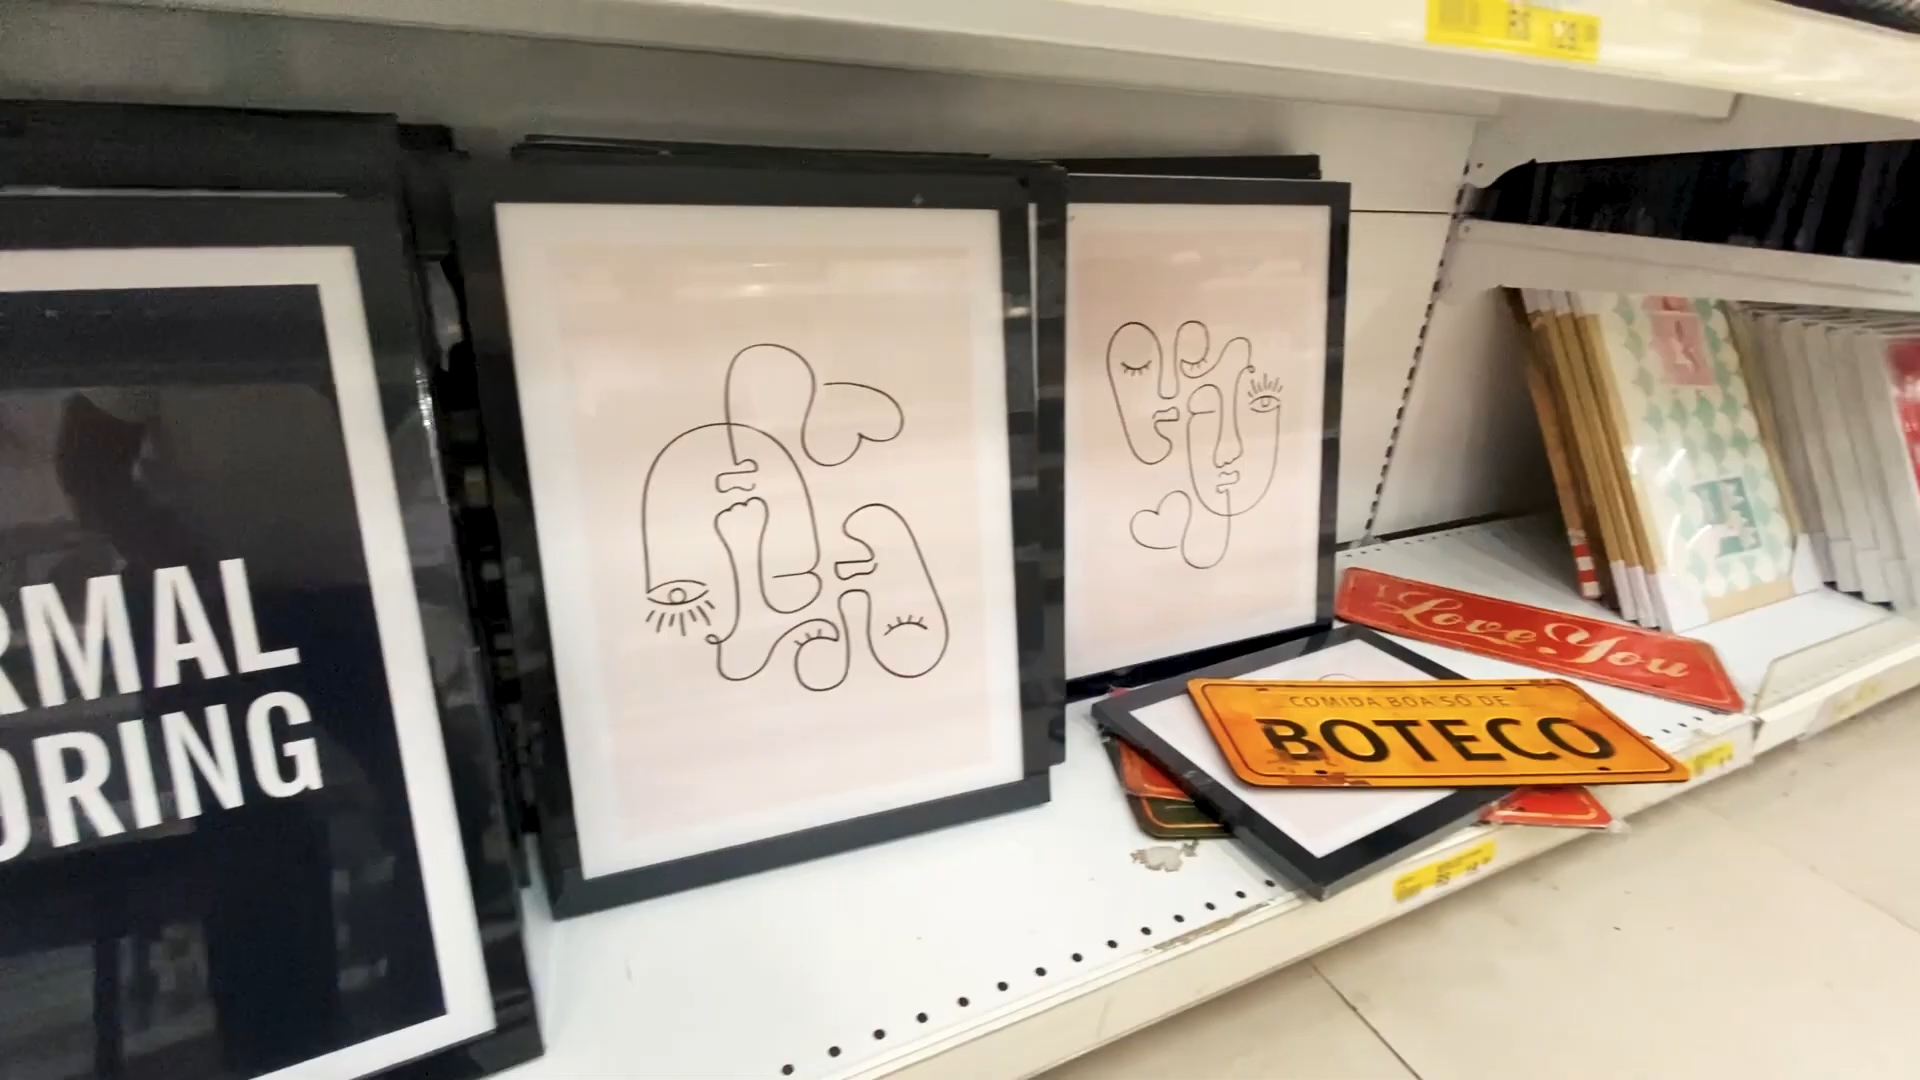 RMAL
ORING
I Love You
COMIDA BOA SÓ DE
BOTECO